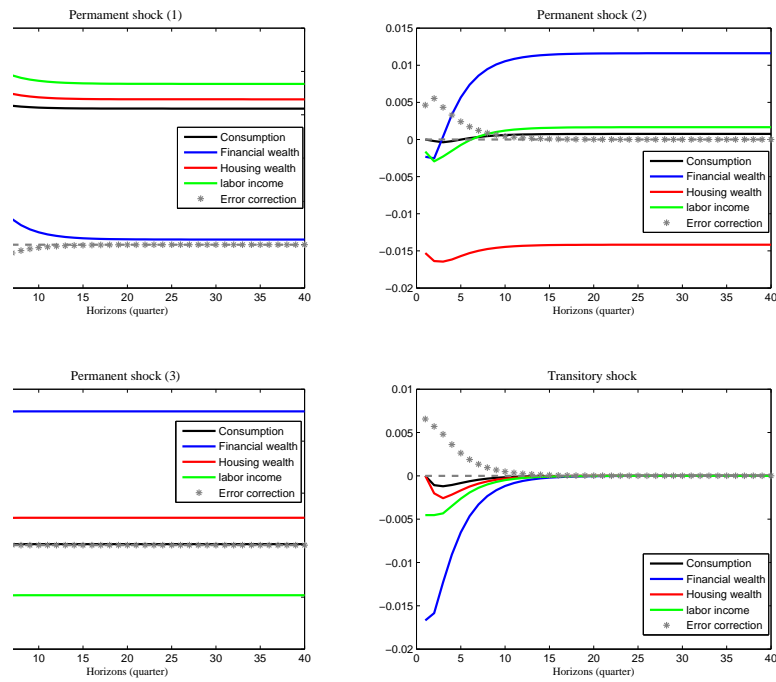 Permament shock (1)
Consumption
Financial wealth
Housing wealth
labor income
Error correction
10 15 20 25 30 35 40
Horizons (quarter)
Permanent shock (2)
0.015
0.01
0.005
0
−0.005
−0.01
−0.015
−0.02
Consumption
Financial wealth
Housing wealth
labor income
Error correction
0 5 10 15 20 25 30 35 40
Horizons (quarter)
Permanent shock (3)
Consumption
Financial wealth
Housing wealth
labor income
Error correction
10 15 20 25 30 35 40
Horizons (quarter)
Transitory shock
0.01
0.005
0
−0.005
−0.01
−0.015
−0.02
Consumption
Financial wealth
Housing wealth
labor income
Error correction
0 5 10 15 20 25 30 35 40
Horizons (quarter)